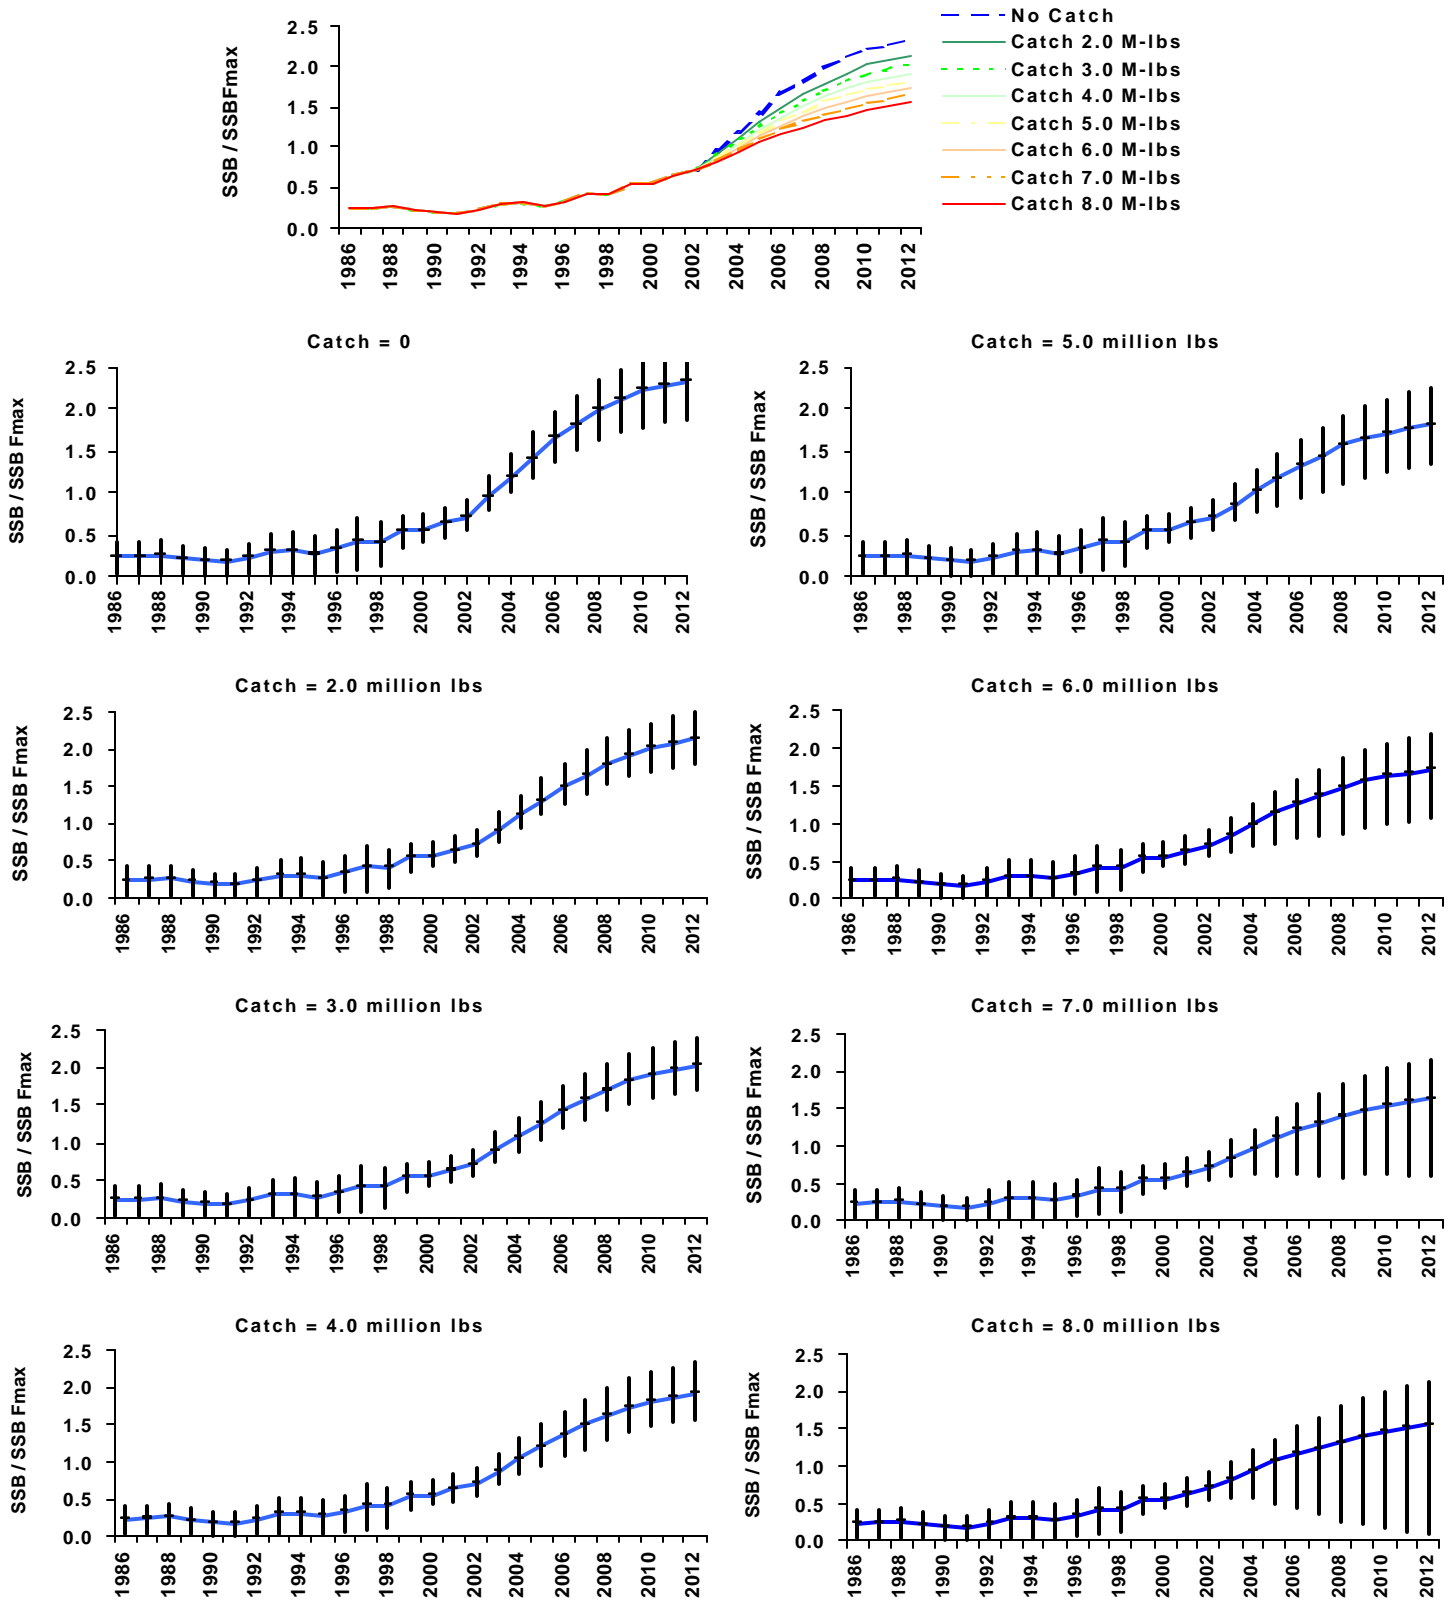 SSB / SSBFmax
2.5
2.0
1.5
1.0
0.5
0.0
1986 1988 1990 1992 1994 1996 1998 2000 2002 2004 2006 2008 2010 2012
No Catch
Catch 2.0 M-lbs
Catch 3.0 M-lbs
Catch 4.0 M-lbs
Catch 5.0 M-lbs
Catch 6.0 M-lbs
Catch 7.0 M-lbs
Catch 8.0 M-lbs
Catch = 0
SSB / SSB Fmax
2.5
2.0
1.5
1.0
0.5
0.0
1986 1988 1990 1992 1994 1996 1998 2000 2002 2004 2006 2008 2010 2012
Catch = 5.0 million lbs
SSB / SSB Fmax
2.5
2.0
1.5
1.0
0.5
0.0
1986 1988 1990 1992 1994 1996 1998 2000 2002 2004 2006 2008 2010 2012
Catch = 2.0 million lbs
SSB / SSB Fmax
2.5
2.0
1.5
1.0
0.5
0.0
1986 1988 1990 1992 1994 1996 1998 2000 2002 2004 2006 2008 2010 2012
Catch = 6.0 million lbs
SSB / SSB Fmax
2.5
2.0
1.5
1.0
0.5
0.0
1986 1988 1990 1992 1994 1996 1998 2000 2002 2004 2006 2008 2010 2012
Catch = 3.0 million lbs
SSB / SSB Fmax
2.5
2.0
1.5
1.0
0.5
0.0
1986 1988 1990 1992 1994 1996 1998 2000 2002 2004 2006 2008 2010 2012
Catch = 7.0 million lbs
SSB / SSB Fmax
2.5
2.0
1.5
1.0
0.5
0.0
1986 1988 1990 1992 1994 1996 1998 2000 2002 2004 2006 2008 2010 2012
Catch = 4.0 million lbs
SSB / SSB Fmax
2.5
2.0
1.5
1.0
0.5
0.0
1986 1988 1990 1992 1994 1996 1998 2000 2002 2004 2006 2008 2010 2012
Catch = 8.0 million lbs
SSB / SSB Fmax
2.5
2.0
1.5
1.0
0.5
0.0
1986 1988 1990 1992 1994 1996 1998 2000 2002 2004 2006 2008 2010 2012